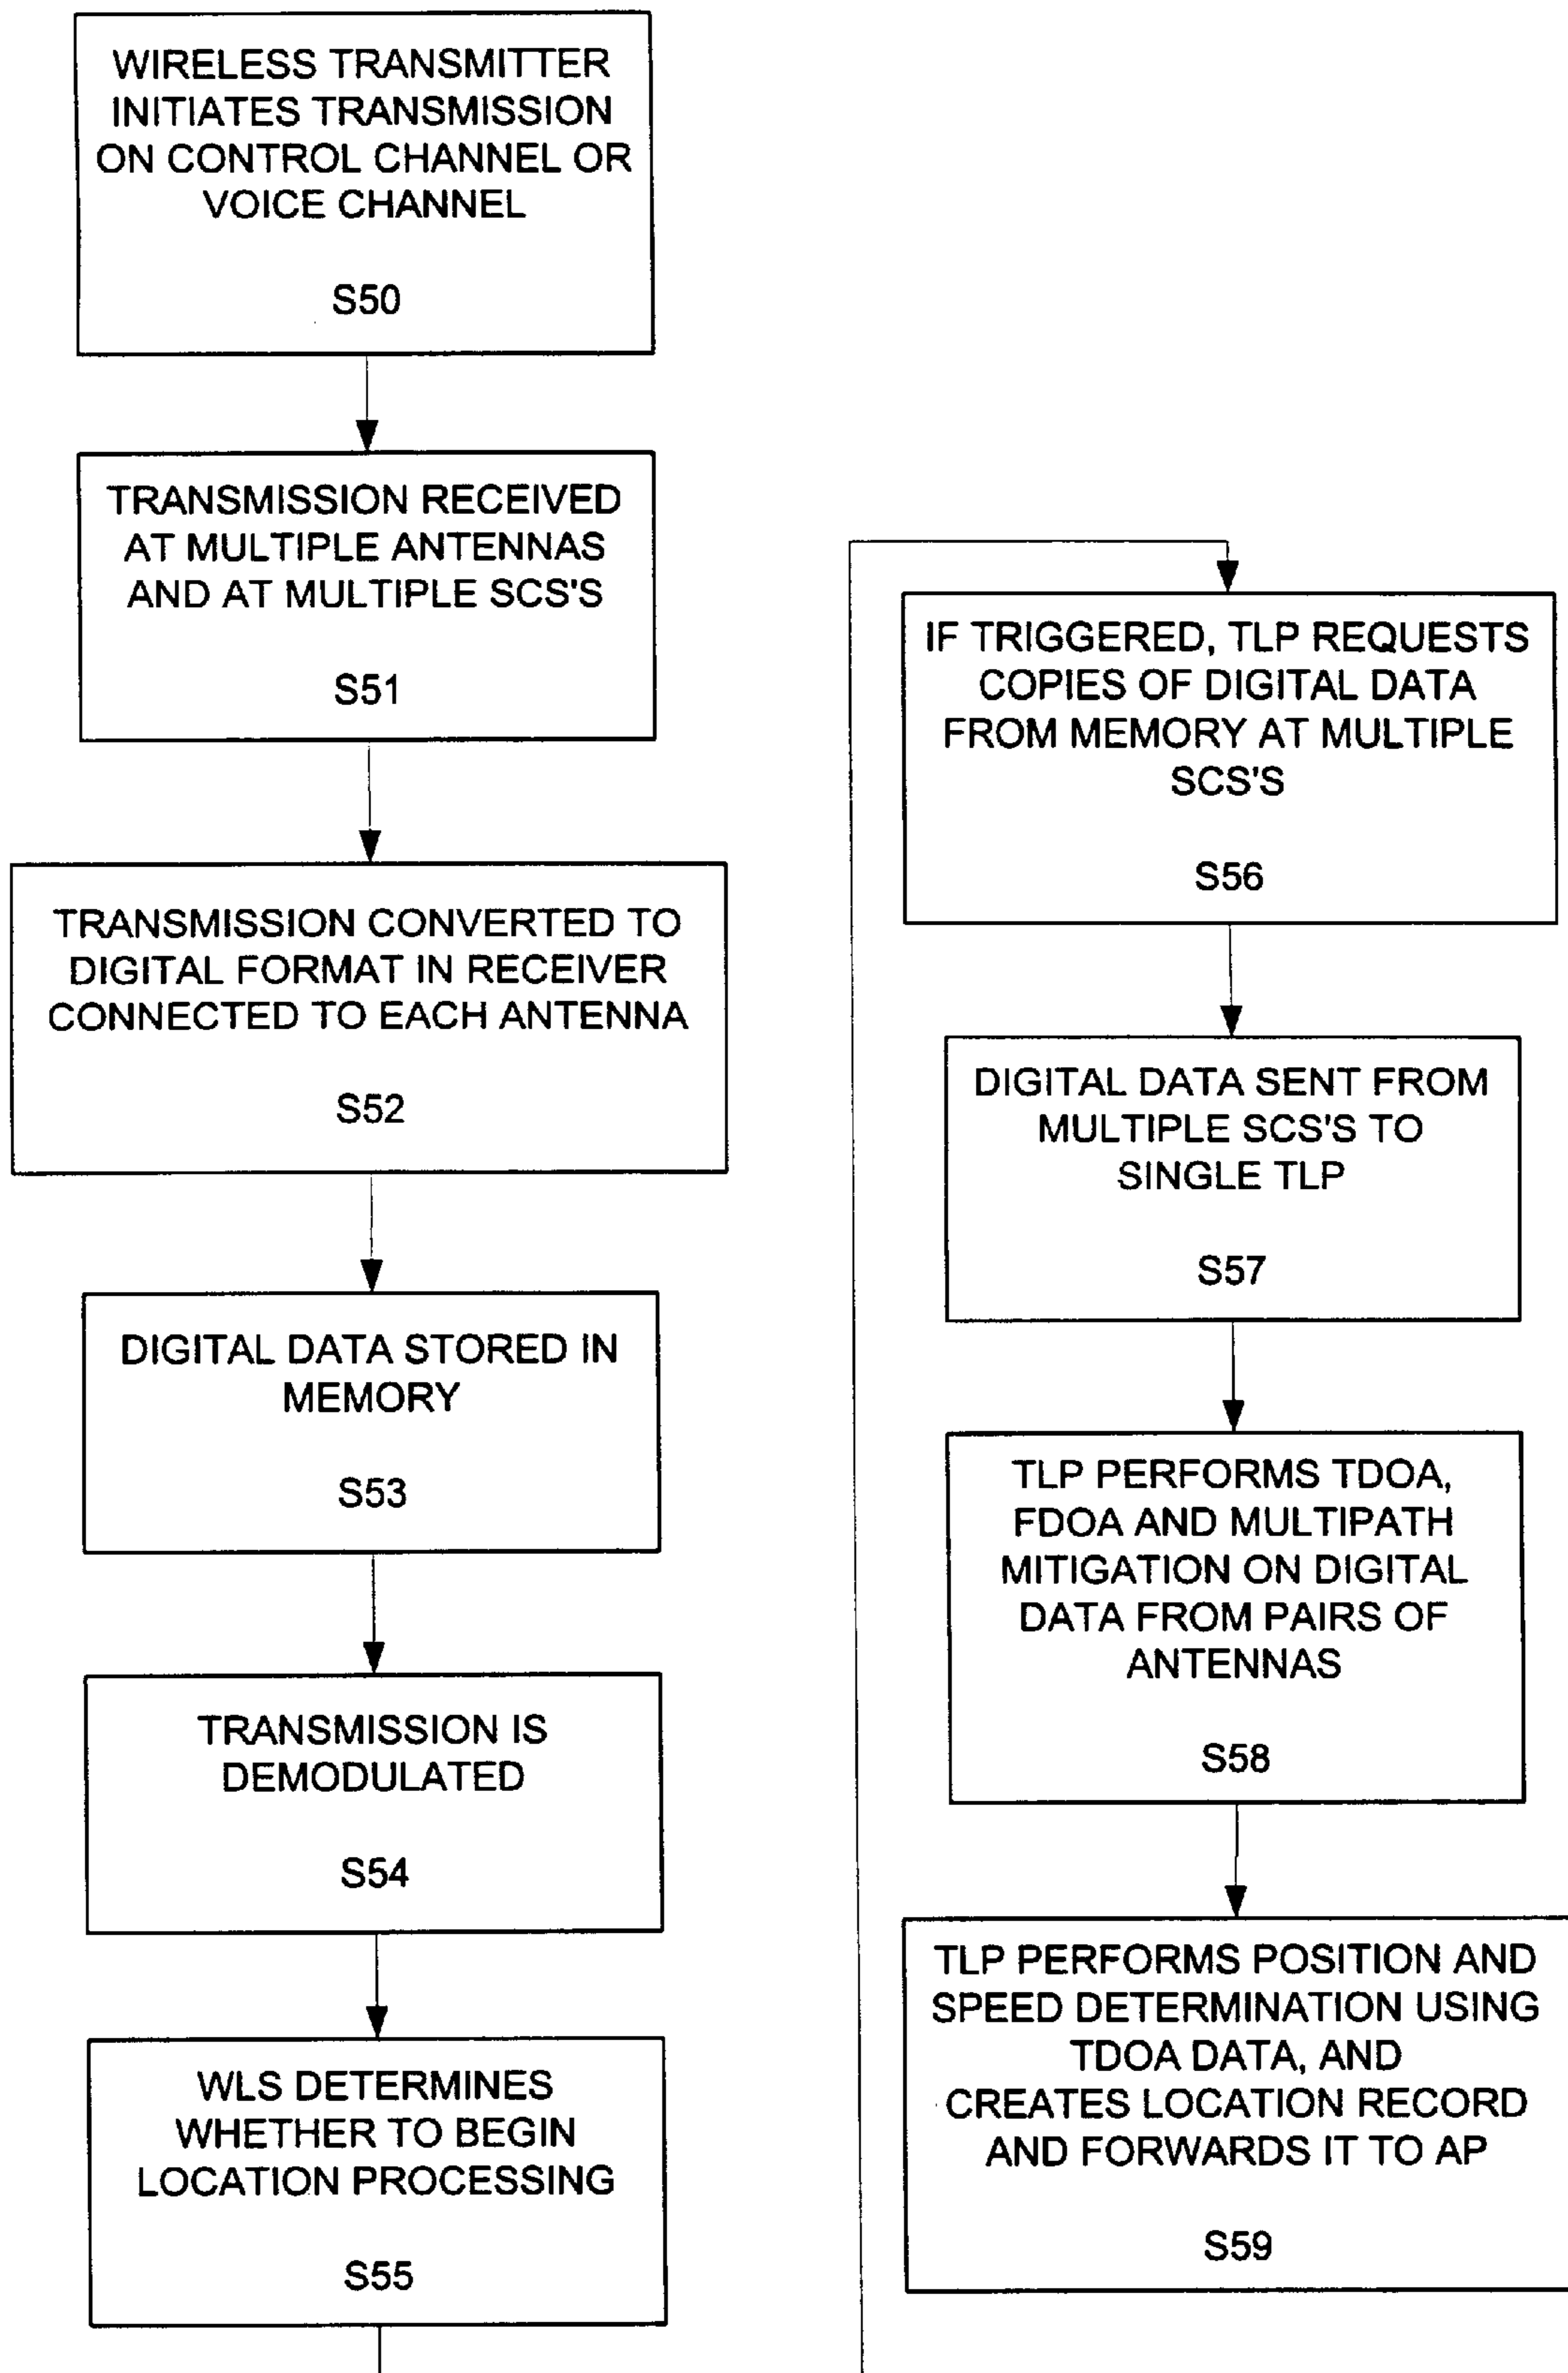 WIRELESS TRANSMITTER
INITIATES TRANSMISSION
ON CONTROL CHANNEL OR
VOICE CHANNEL
S50
TRANSMISSION RECEIVED
AT MULTIPLE ANTENNAS
AND AT MULTIPLE SCS'S
S51
TRANSMISSION CONVERTED TO
DIGITAL FORMAT IN RECEIVER
CONNECTED TO EACH ANTENNA
S52
DIGITAL DATA STORED IN
MEMORY
S53
TRANSMISSION IS
DEMODULATED
S54
WLS DETERMINES
WHETHER TO BEGIN
LOCATION PROCESSING
S55
IF TRIGGERED, TLP REQUESTS
COPIES OF DIGITAL DATA
FROM MEMORY AT MULTIPLE
SCS'S
S56
DIGITAL DATA SENT FROM
MULTIPLE SCS'S TO
SINGLE TLP
S57
TLP PERFORMS TDOA,
FDOA AND MULTIPATH
MITIGATION ON DIGITAL
DATA FROM PAIRS OF
ANTENNAS
S58
TLP PERFORMS POSITION AND
SPEED DETERMINATION USING
TDOA DATA, AND
CREATES LOCATION RECORD
AND FORWARDS IT TO AP
S59